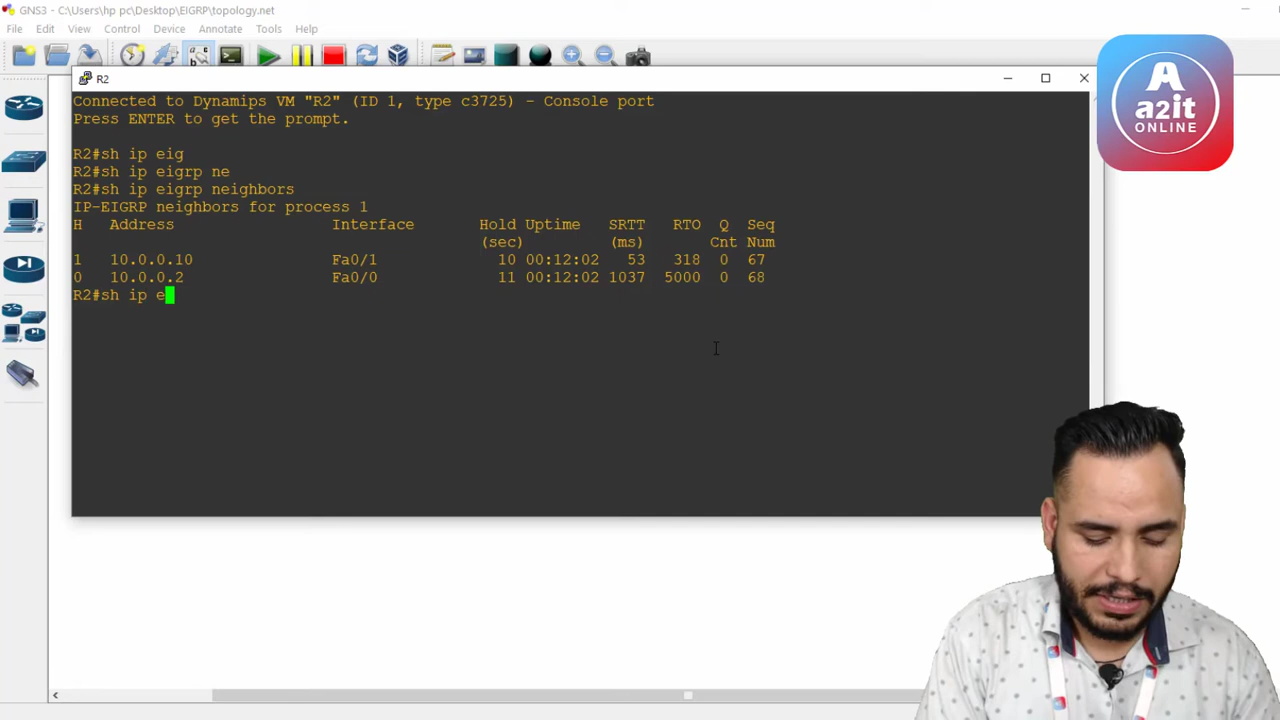 GNS3 - C:\Users\hp pc\Desktop\EIGRP\topology.net
File Edit View Control Device Annotate Tools Help
R2
Connected to Dynamips VM "R2" (ID 1, type c3725) - Console port
Press ENTER to get the prompt.
R2#sh ip eig
R2#sh ip eigrp ne
R2#sh ip eigrp neighbors
IP-EIGRP neighbors for process 1
H Address Interface Hold Uptime SRTT RTO Q Seq
(sec) (ms) Cnt Num
1 10.0.0.10 Fa0/1 10 00:12:02 53 318 0 67
0 10.0.0.2 Fa0/0 11 00:12:02 1037 5000 0 68
R2#sh ip e
A
a2it
ONLINE